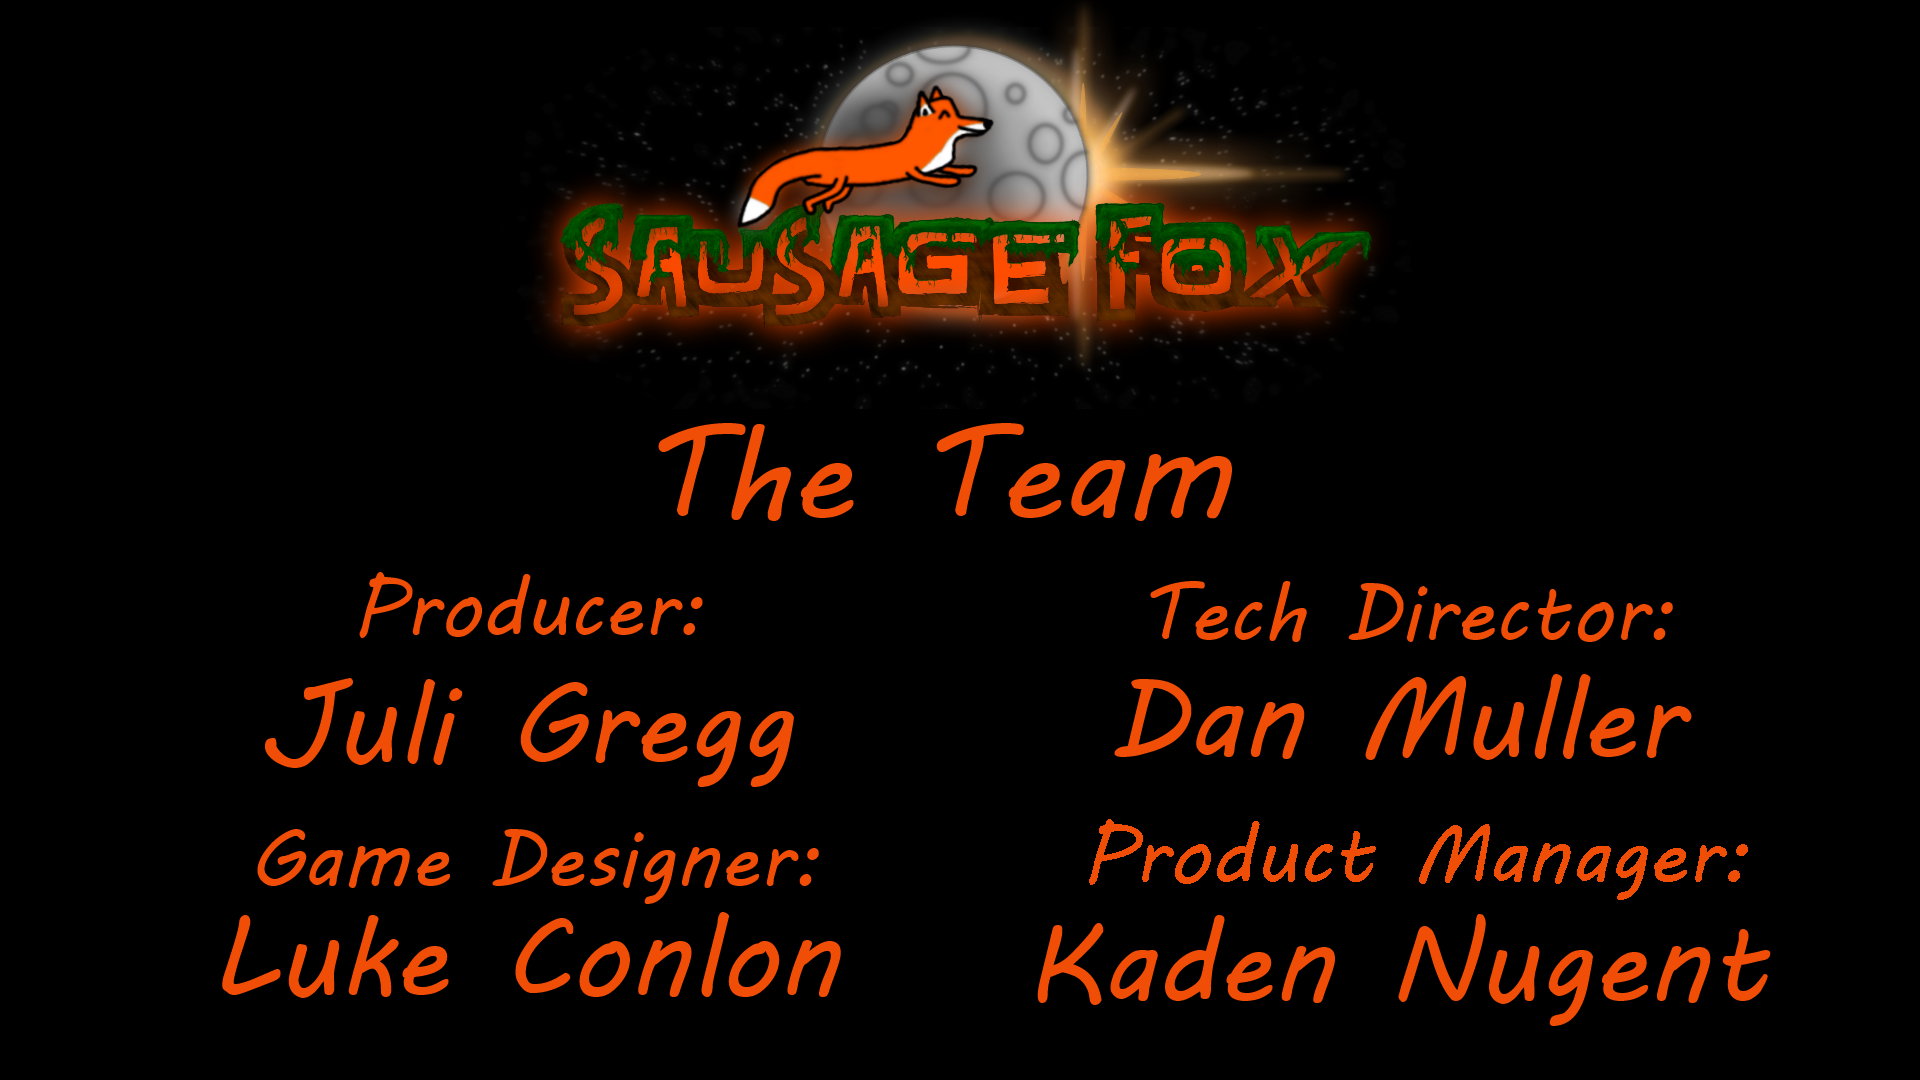 SAUSAGE FOX
The Team
Producer:
Juli Gregg
Tech Director:
Dan Muller
Game Designer:
Luke Conlon
Product Manager:
Kaden Nugent